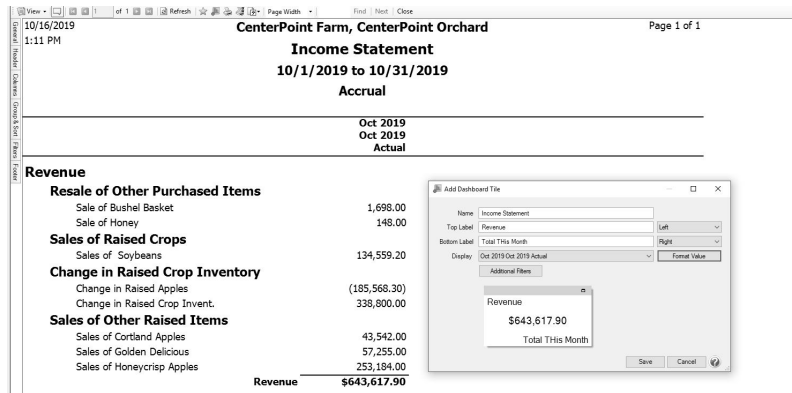 View
1 of 1 Refresh Page Width Find Next Close
10/16/2019 CenterPoint Farm, CenterPoint Orchard Page 1 of 1
1:11 PM
Income Statement
10/1/2019 to 10/31/2019
Accrual
General
Header
Columns
Group & Sort
Filters
Footer
Oct 2019
Oct 2019
Actual
Revenue
Resale of Other Purchased Items
Sale of Bushel Basket 1,698.00
Sale of Honey 148.00
Sales of Raised Crops
Sales of Soybeans 134,559.20
Change in Raised Crop Inventory
Change in Raised Apples (185,568.30)
Change in Raised Crop Invent. 338,800.00
Sales of Other Raised Items
Sales of Cortland Apples 43,542.00
Sales of Golden Delicious 57,255.00
Sales of Honeycrisp Apples 253,184.00
Revenue $643,617.90
Add Dashboard Tile
Name Income Statement
Top Label Revenue Left
Bottom Label Total THis Month Right
Display Oct 2019 Oct 2019 Actual Format Value
Additional Filters
Revenue
$643,617.90
Total THis Month
Save Cancel